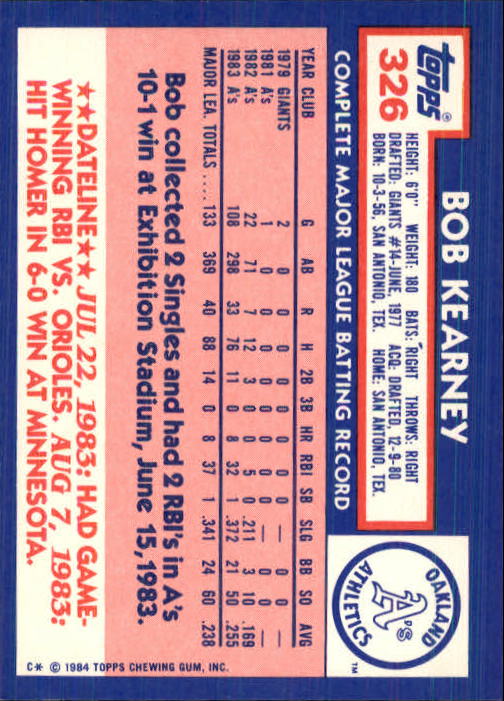 topps®
326
BOB KEARNEY
HEIGHT: 6'0" WEIGHT: 180 BATS: RIGHT THROWS: RIGHT
DRAFTED: GIANTS #14-JUNE, 1977 ACQ: DRAFTED, 12-9-80
BORN: 10-3-56, SAN ANTONIO, TEX. HOME: SAN ANTONIO, TEX.
OAKLAND
A's
ATHLETICS
TM
COMPLETE MAJOR LEAGUE BATTING RECORD
YEAR CLUB G AB R H 2B 3B HR RBI SB SLG BB SO AVG
1979 GIANTS 2 0 0 0 0 0 0 0 0 — 0 0 —
1981 A's 1 0 0 0 0 0 0 0 0 — 0 0 —
1982 A's 22 71 7 12 3 0 0 5 0 .211 3 10 .169
1983 A's 108 298 33 76 11 0 8 32 1 .372 21 50 .255
MAJOR LEA. TOTALS .... 133 369 40 88 14 0 8 37 1 .341 24 60 .238
Bob collected 2 Singles and had 2 RBI's in A's
10-1 win at Exhibition Stadium, June 15, 1983.
★★DATELINE★★ JUL 22, 1983: HAD GAME-
WINNING RBI VS. ORIOLES. AUG 7, 1983:
HIT HOMER IN 6-0 WIN AT MINNESOTA.
C* © 1984 TOPPS CHEWING GUM, INC.